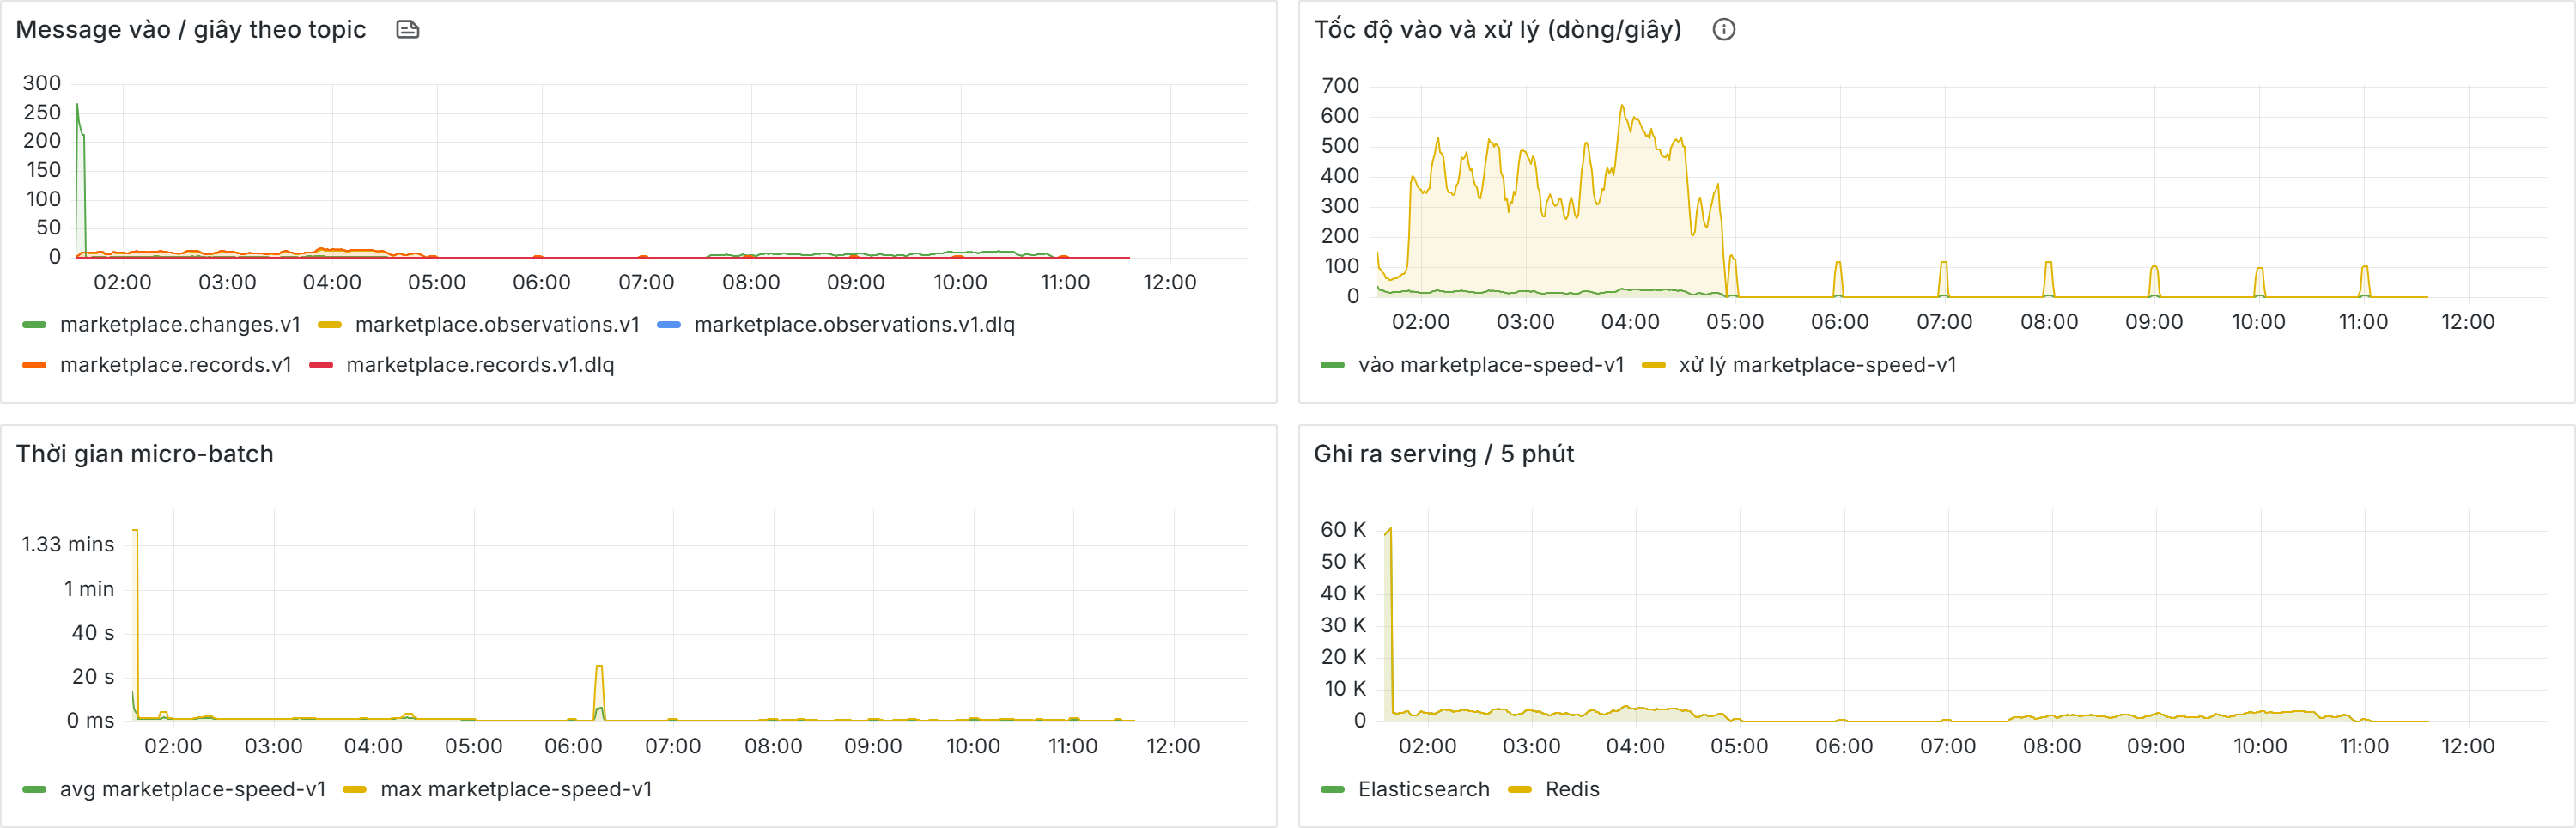 Message vào / giây theo topic
300
250
200
150
100
50
0
02:00 03:00 04:00 05:00 06:00 07:00 08:00 09:00 10:00 11:00 12:00
marketplace.changes.v1 marketplace.observations.v1 marketplace.observations.v1.dlq
marketplace.records.v1 marketplace.records.v1.dlq
Tốc độ vào và xử lý (dòng/giây)
700
600
500
400
300
200
100
0
02:00 03:00 04:00 05:00 06:00 07:00 08:00 09:00 10:00 11:00 12:00
vào marketplace-speed-v1 xử lý marketplace-speed-v1
Thời gian micro-batch
1.33 mins
1 min
40 s
20 s
0 ms
02:00 03:00 04:00 05:00 06:00 07:00 08:00 09:00 10:00 11:00 12:00
avg marketplace-speed-v1 max marketplace-speed-v1
Ghi ra serving / 5 phút
60 K
50 K
40 K
30 K
20 K
10 K
0
02:00 03:00 04:00 05:00 06:00 07:00 08:00 09:00 10:00 11:00 12:00
Elasticsearch Redis